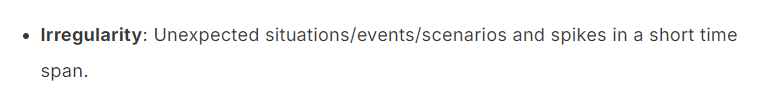 • Irregularity: Unexpected situations/events/scenarios and spikes in a short time
span.